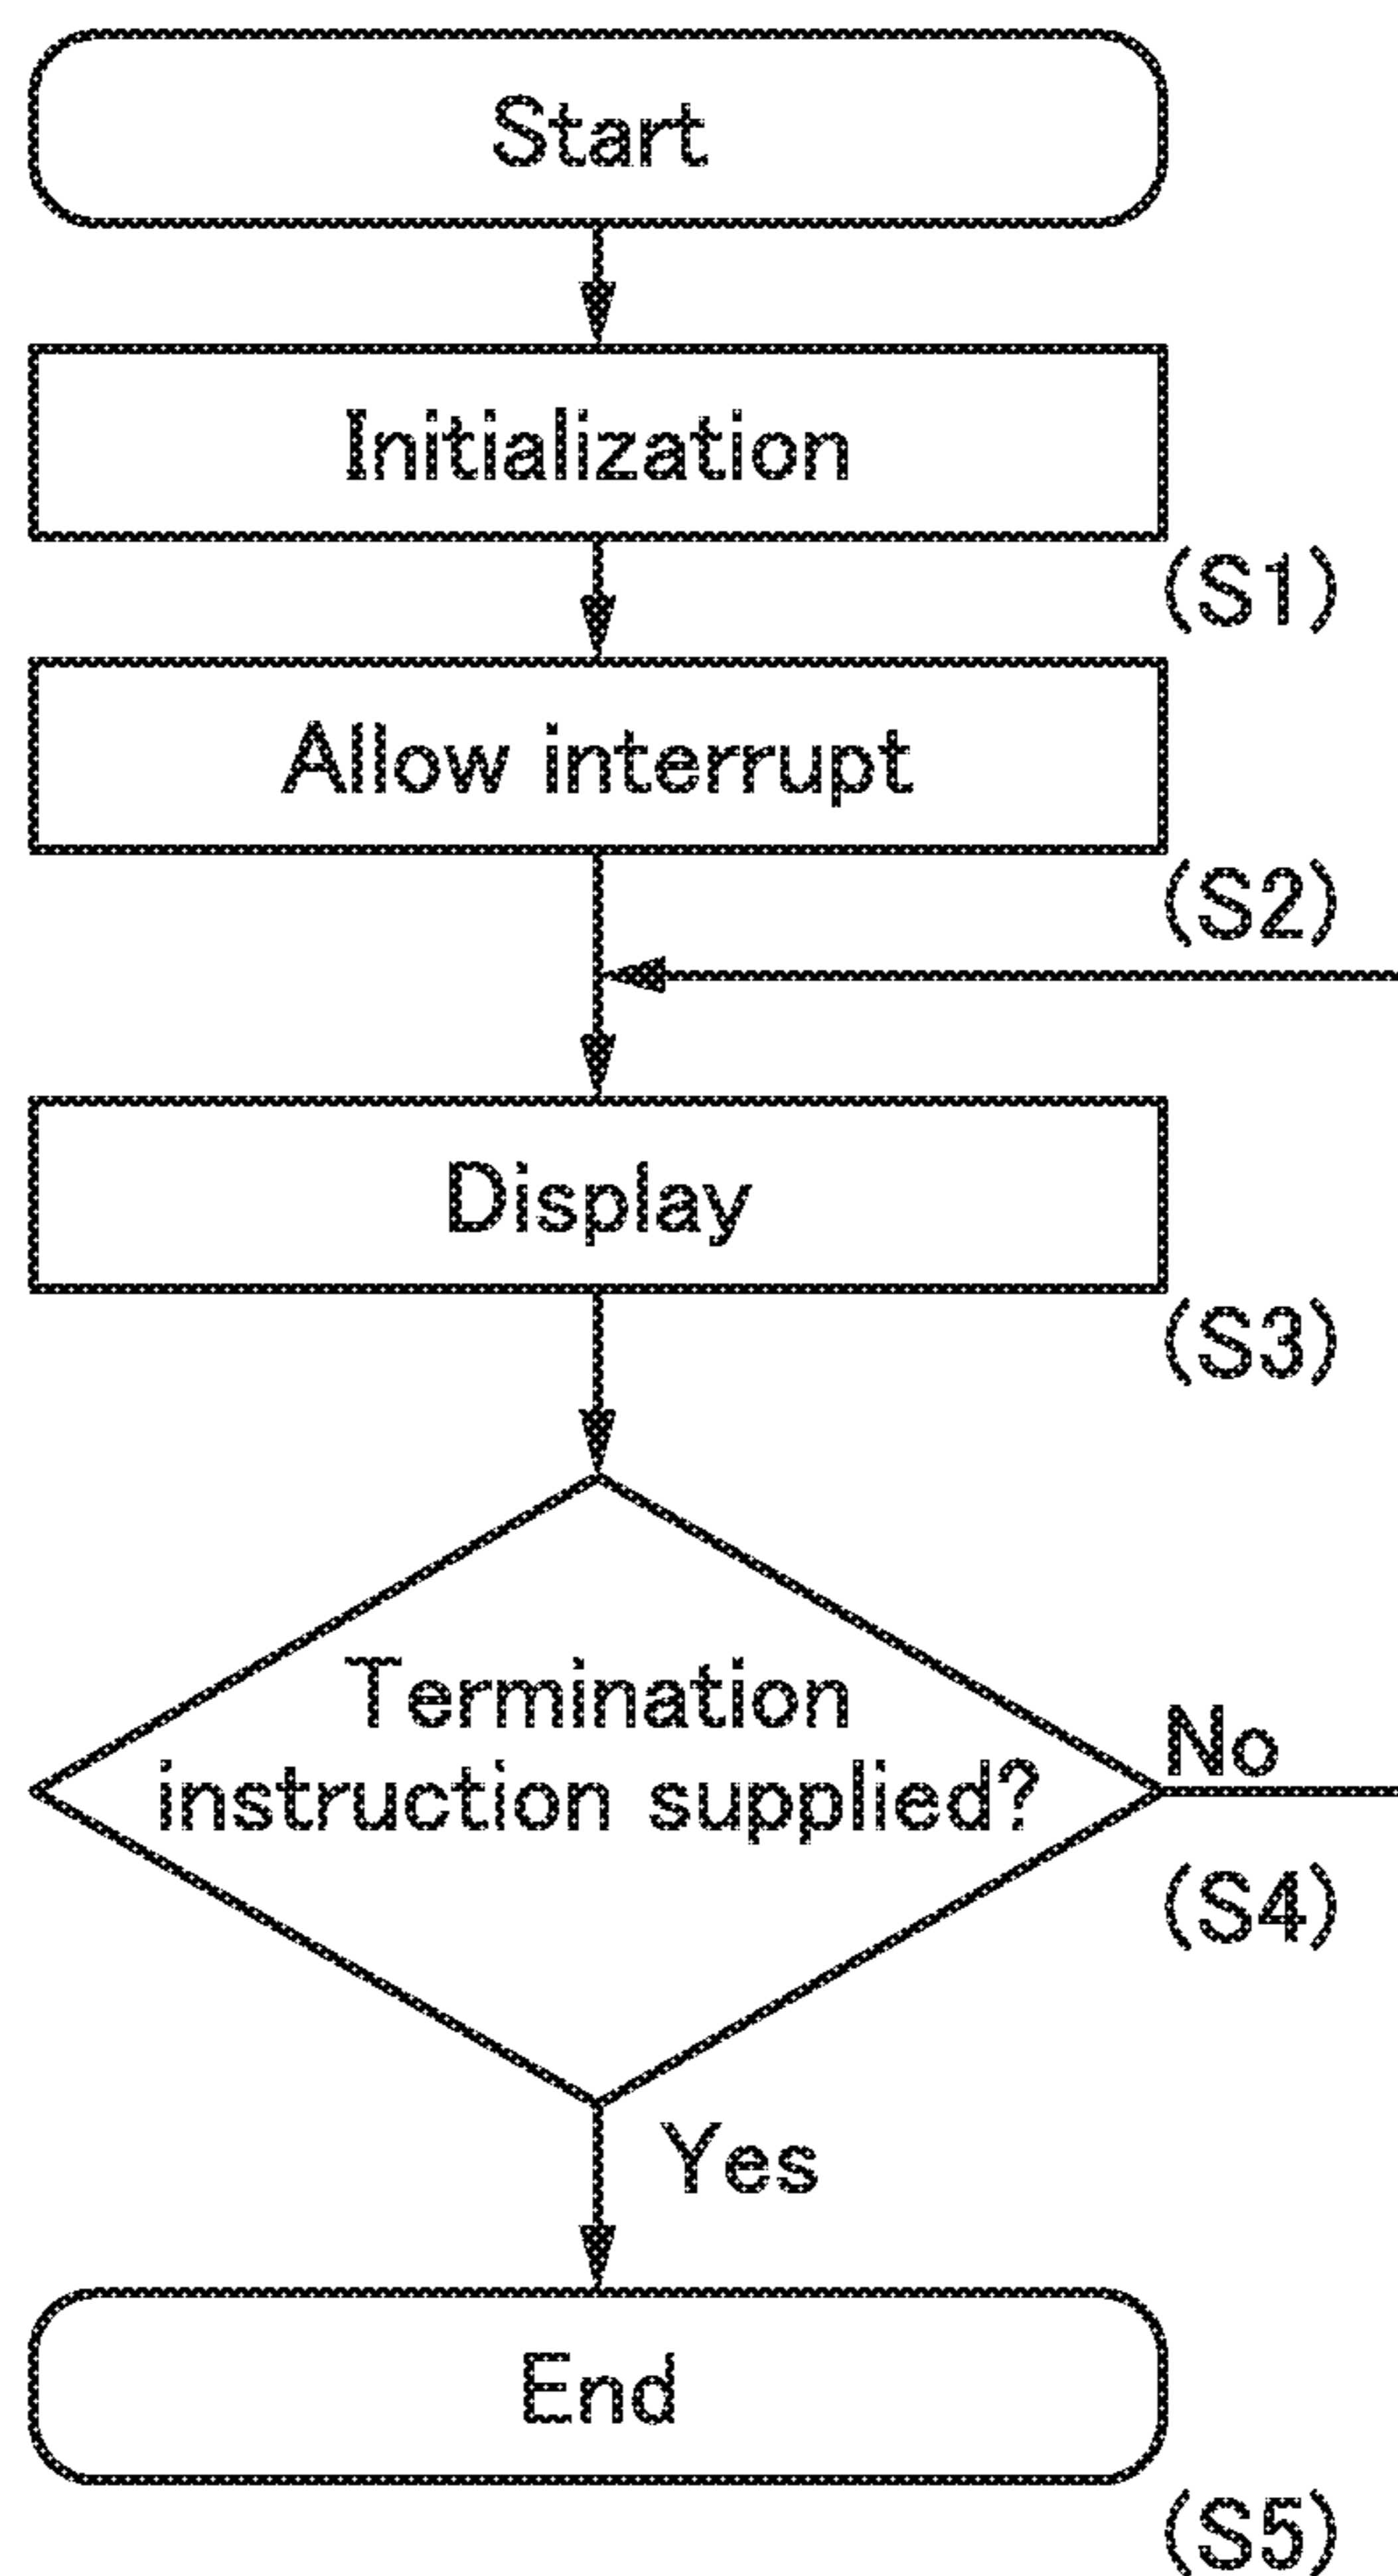 Start
Initialization
(S1)
Allow interrupt
(S2)
Display
(S3)
Termination
instruction supplied?
No
(S4)
Yes
End
(S5)